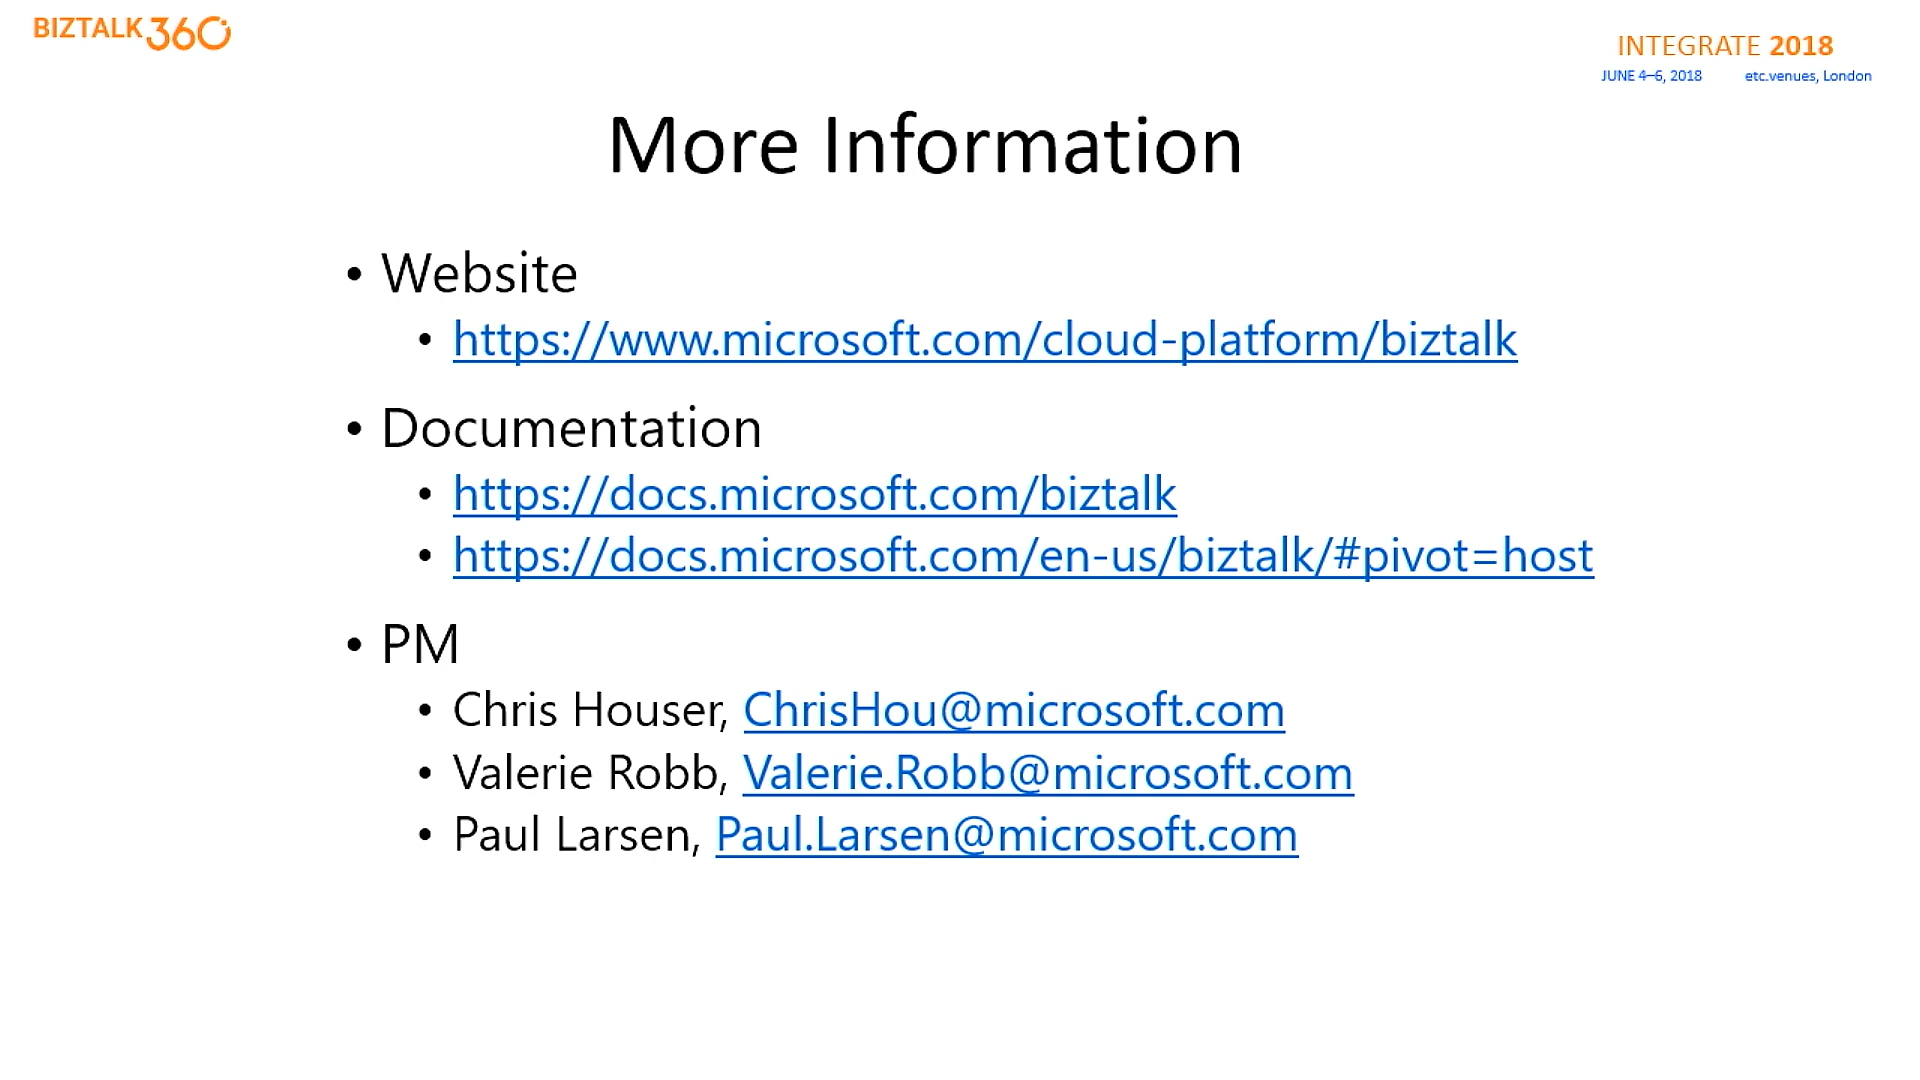 BIZTALK360
INTEGRATE 2018
JUNE 4–6, 2018 etc.venues, London
More Information
• Website
• https://www.microsoft.com/cloud-platform/biztalk
• Documentation
• https://docs.microsoft.com/biztalk
• https://docs.microsoft.com/en-us/biztalk/#pivot=host
• PM
• Chris Houser, ChrisHou@microsoft.com
• Valerie Robb, Valerie.Robb@microsoft.com
• Paul Larsen, Paul.Larsen@microsoft.com